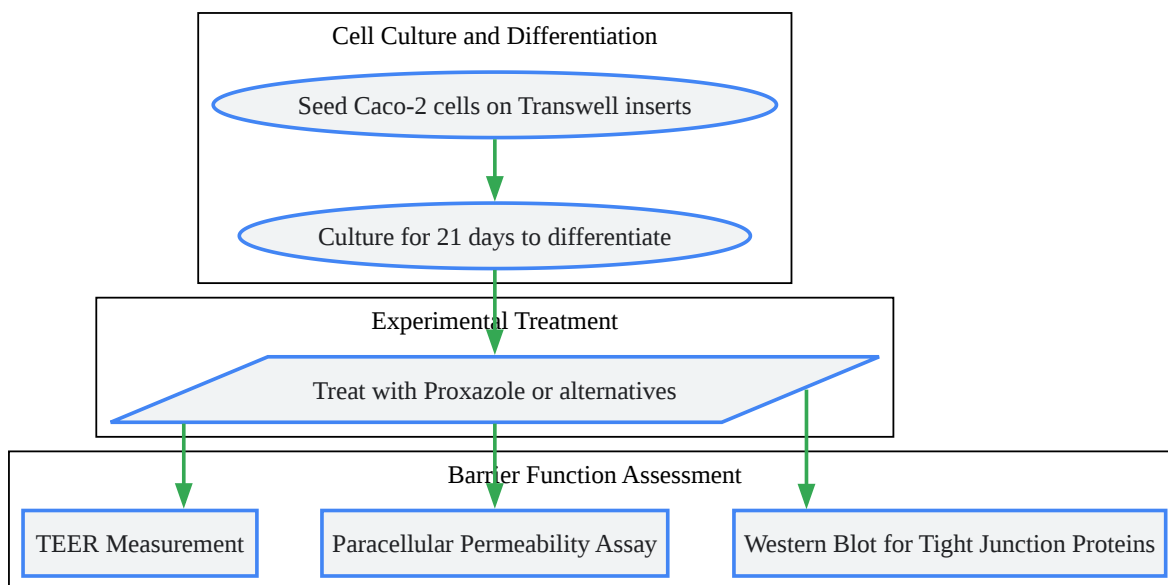 Cell Culture and Differentiation
Seed Caco-2 cells on Transwell inserts
Culture for 21 days to differentiate
Experimental Treatment
Treat with Proxazole or alternatives
Barrier Function Assessment
TEER Measurement
Paracellular Permeability Assay
Western Blot for Tight Junction Proteins